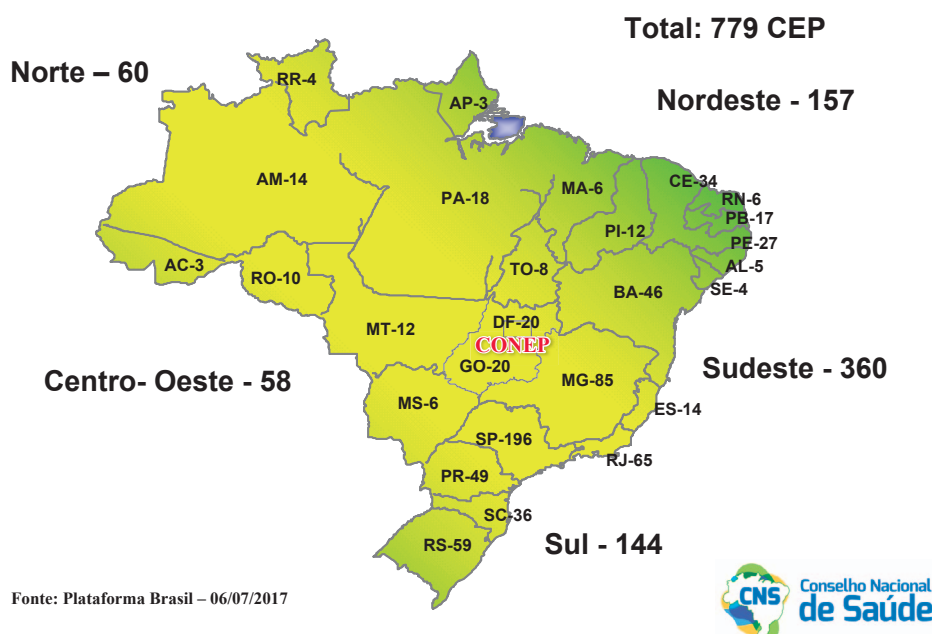 Total: 779 CEP
Norte – 60
RR-4
AP-3
Nordeste - 157
AM-14
PA-18
MA-6
CE-34
RN-6
PB-17
PI-12
PE-27
AL-5
SE-4
AC-3
RO-10
TO-8
BA-46
MT-12
DF-20
CONEP
GO-20
Centro- Oeste - 58
MG-85
Sudeste - 360
MS-6
ES-14
SP-196
RJ-65
PR-49
SC-36
RS-59
Sul - 144
Fonte: Plataforma Brasil – 06/07/2017
CNS
Conselho Nacional
de Saúde